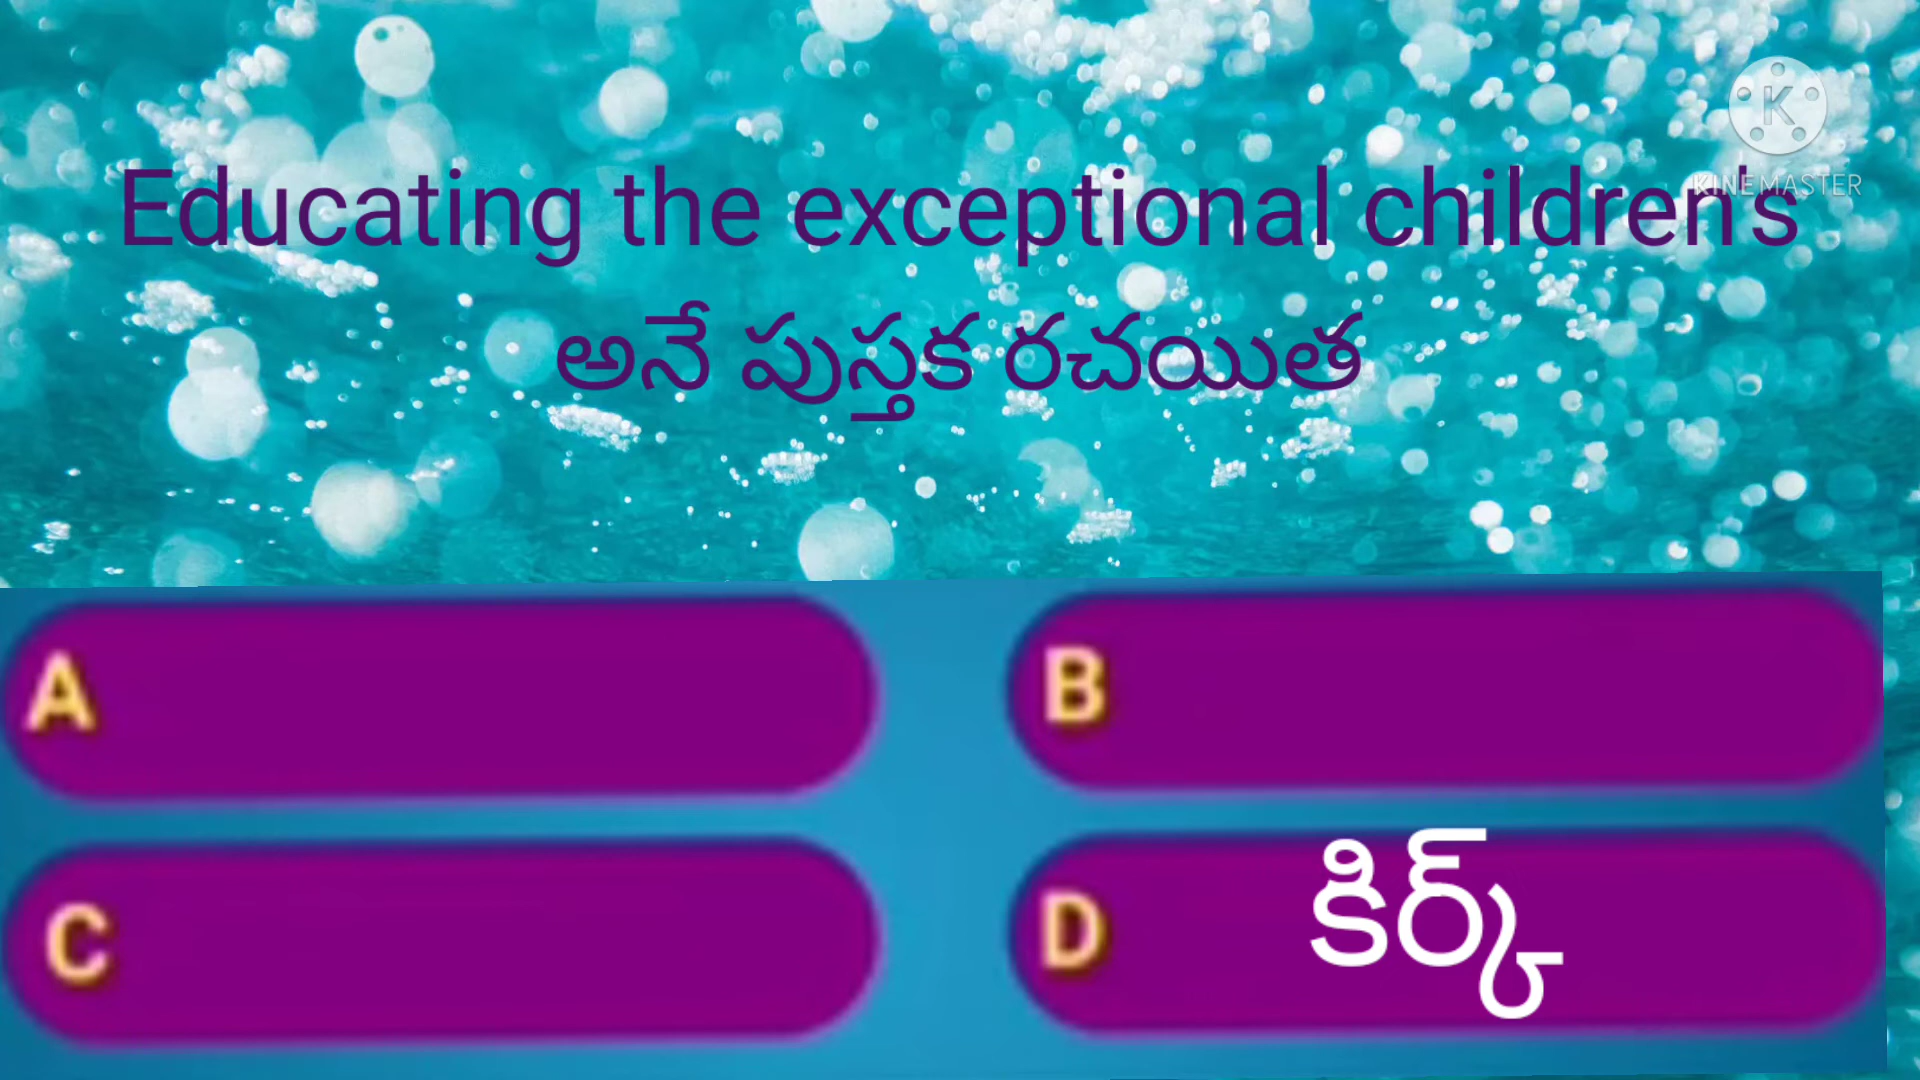 K
KINEMASTER
Educating the exceptional children's
అనే పుస్తక రచయిత
A
B
C
D కిర్క్